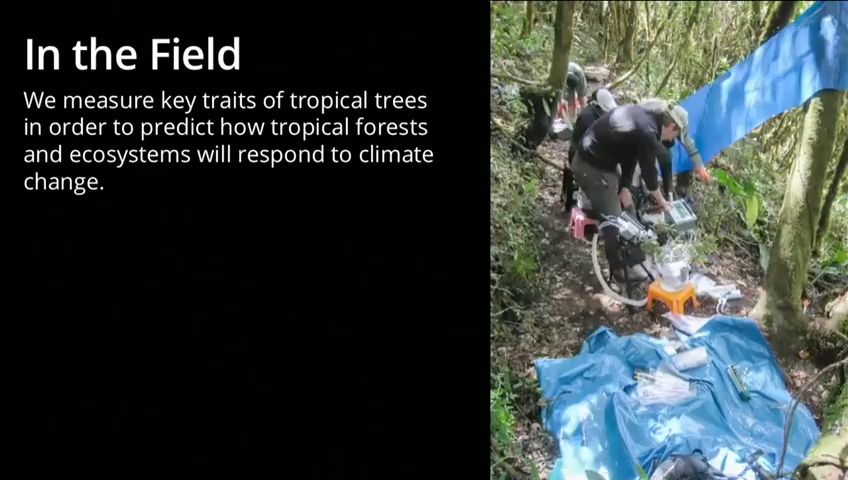 In the Field
We measure key traits of tropical trees
in order to predict how tropical forests
and ecosystems will respond to climate
change.